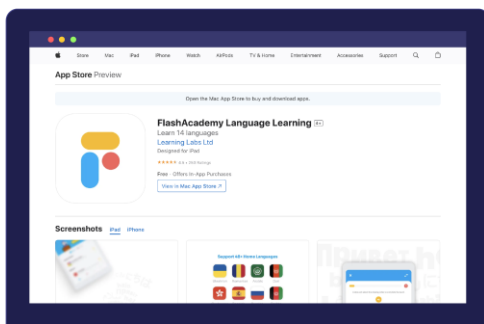 Store Mac iPad iPhone Watch AirPods TV & Home Entertainment Accessories Support
App Store Preview
Open the Mac App Store to buy and download apps.
FlashAcademy Language Learning 4+
Learn 14 languages
Learning Labs Ltd
Designed for iPad
Free · Offers In-App Purchases
View in Mac App Store ↗
Screenshots iPad iPhone
Support 48+ Home Languages